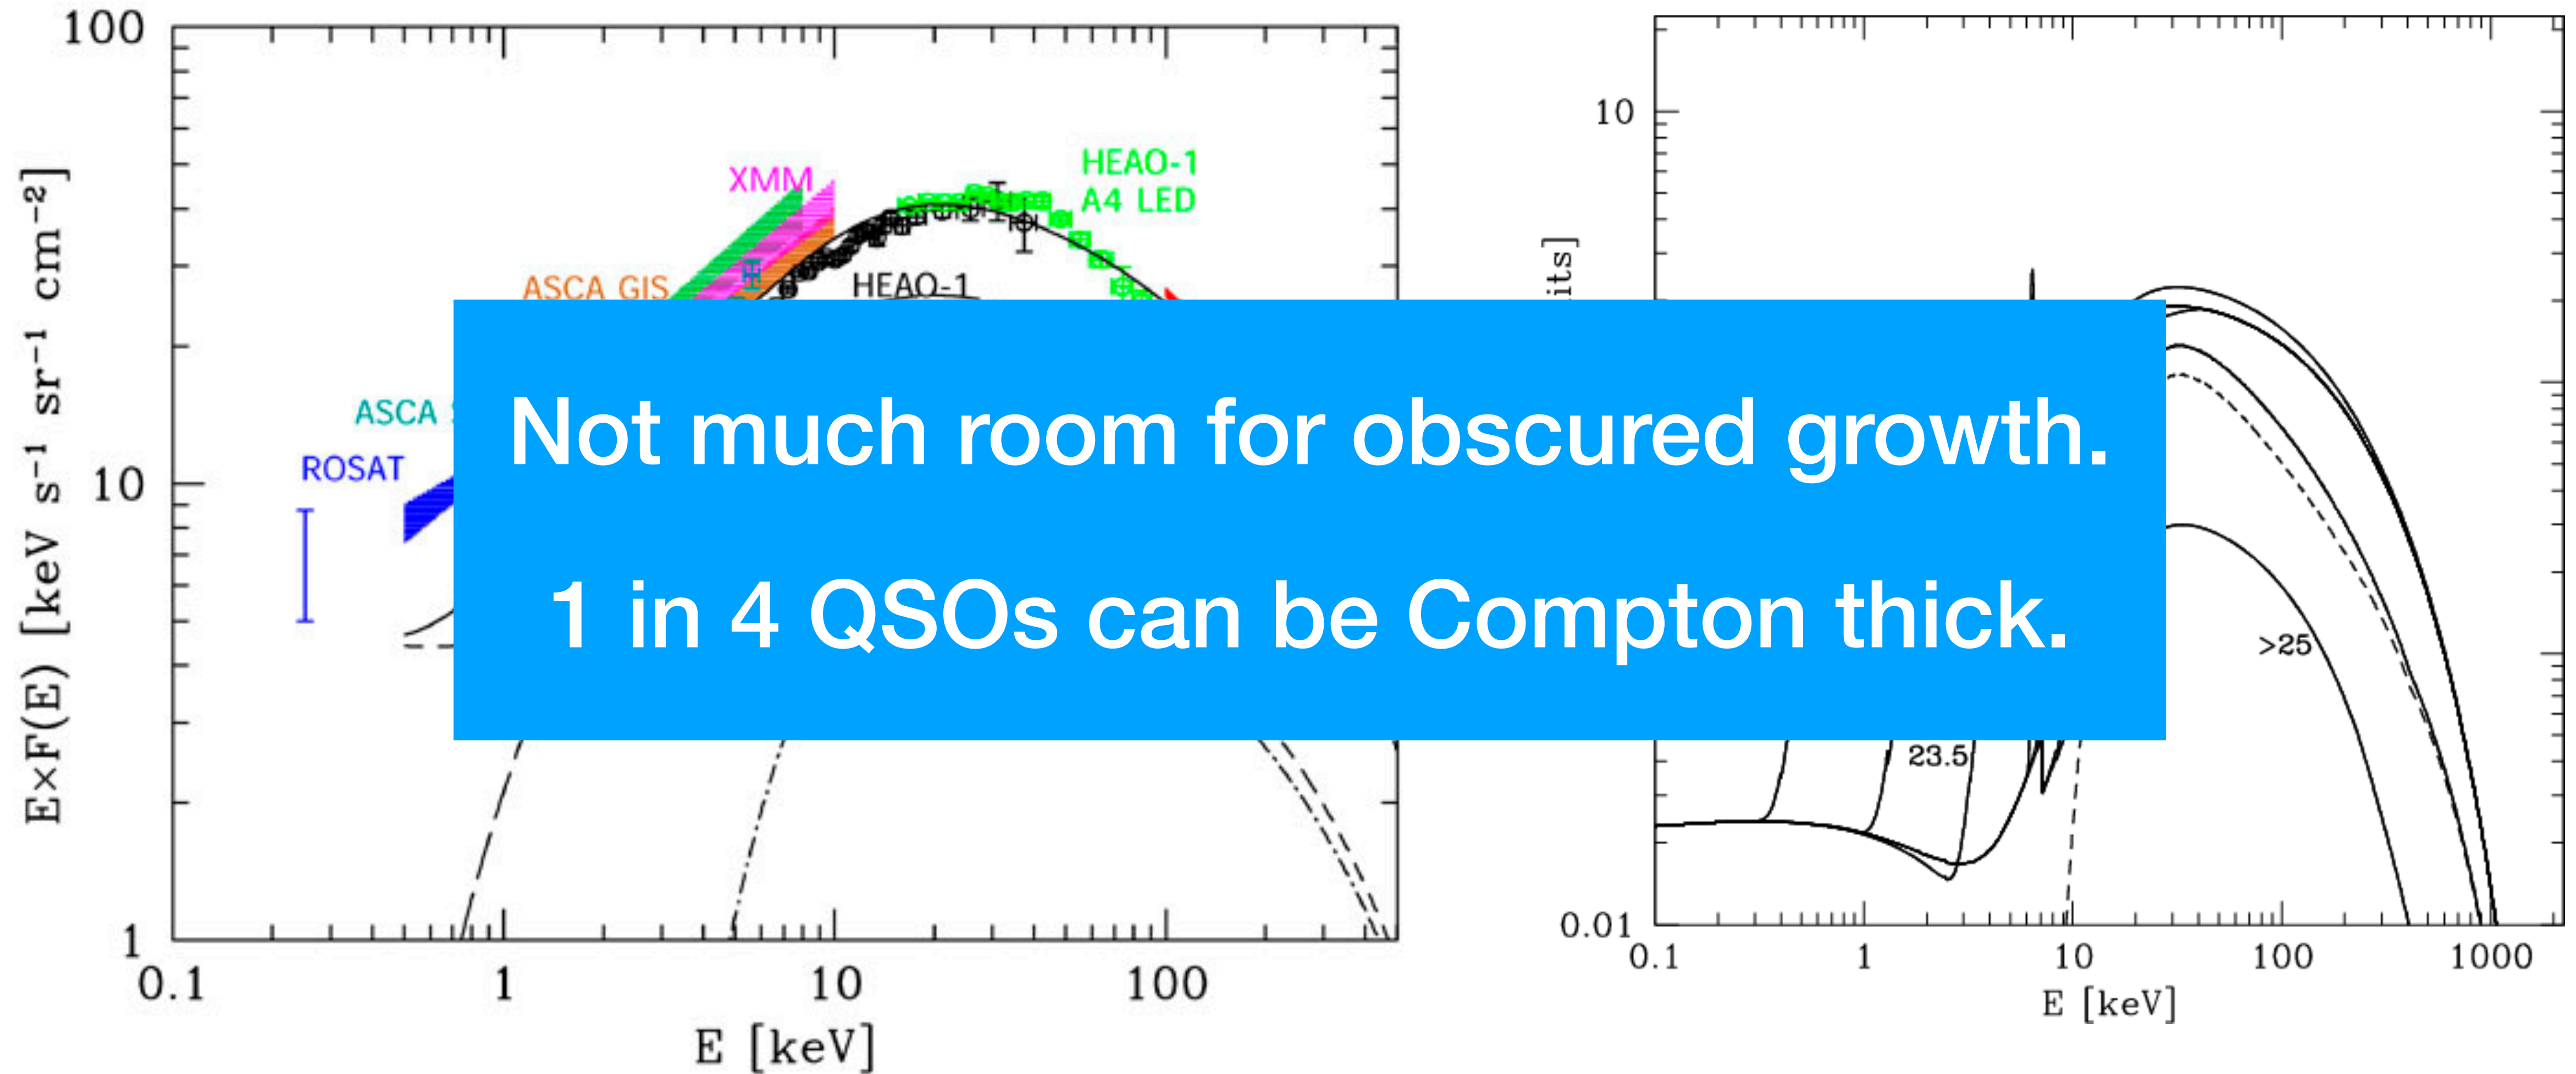 100
10
1
E×F(E) [keV s⁻¹ sr⁻¹ cm⁻²]
XMM
HEAO-1
A4 LED
ASCA GIS
HEAO-1
ASCA
ROSAT
0.1 1 10 100
E [keV]
Not much room for obscured growth.
1 in 4 QSOs can be Compton thick.
10
its]
>25
23.5
0.01
0.1 1 10 100 1000
E [keV]